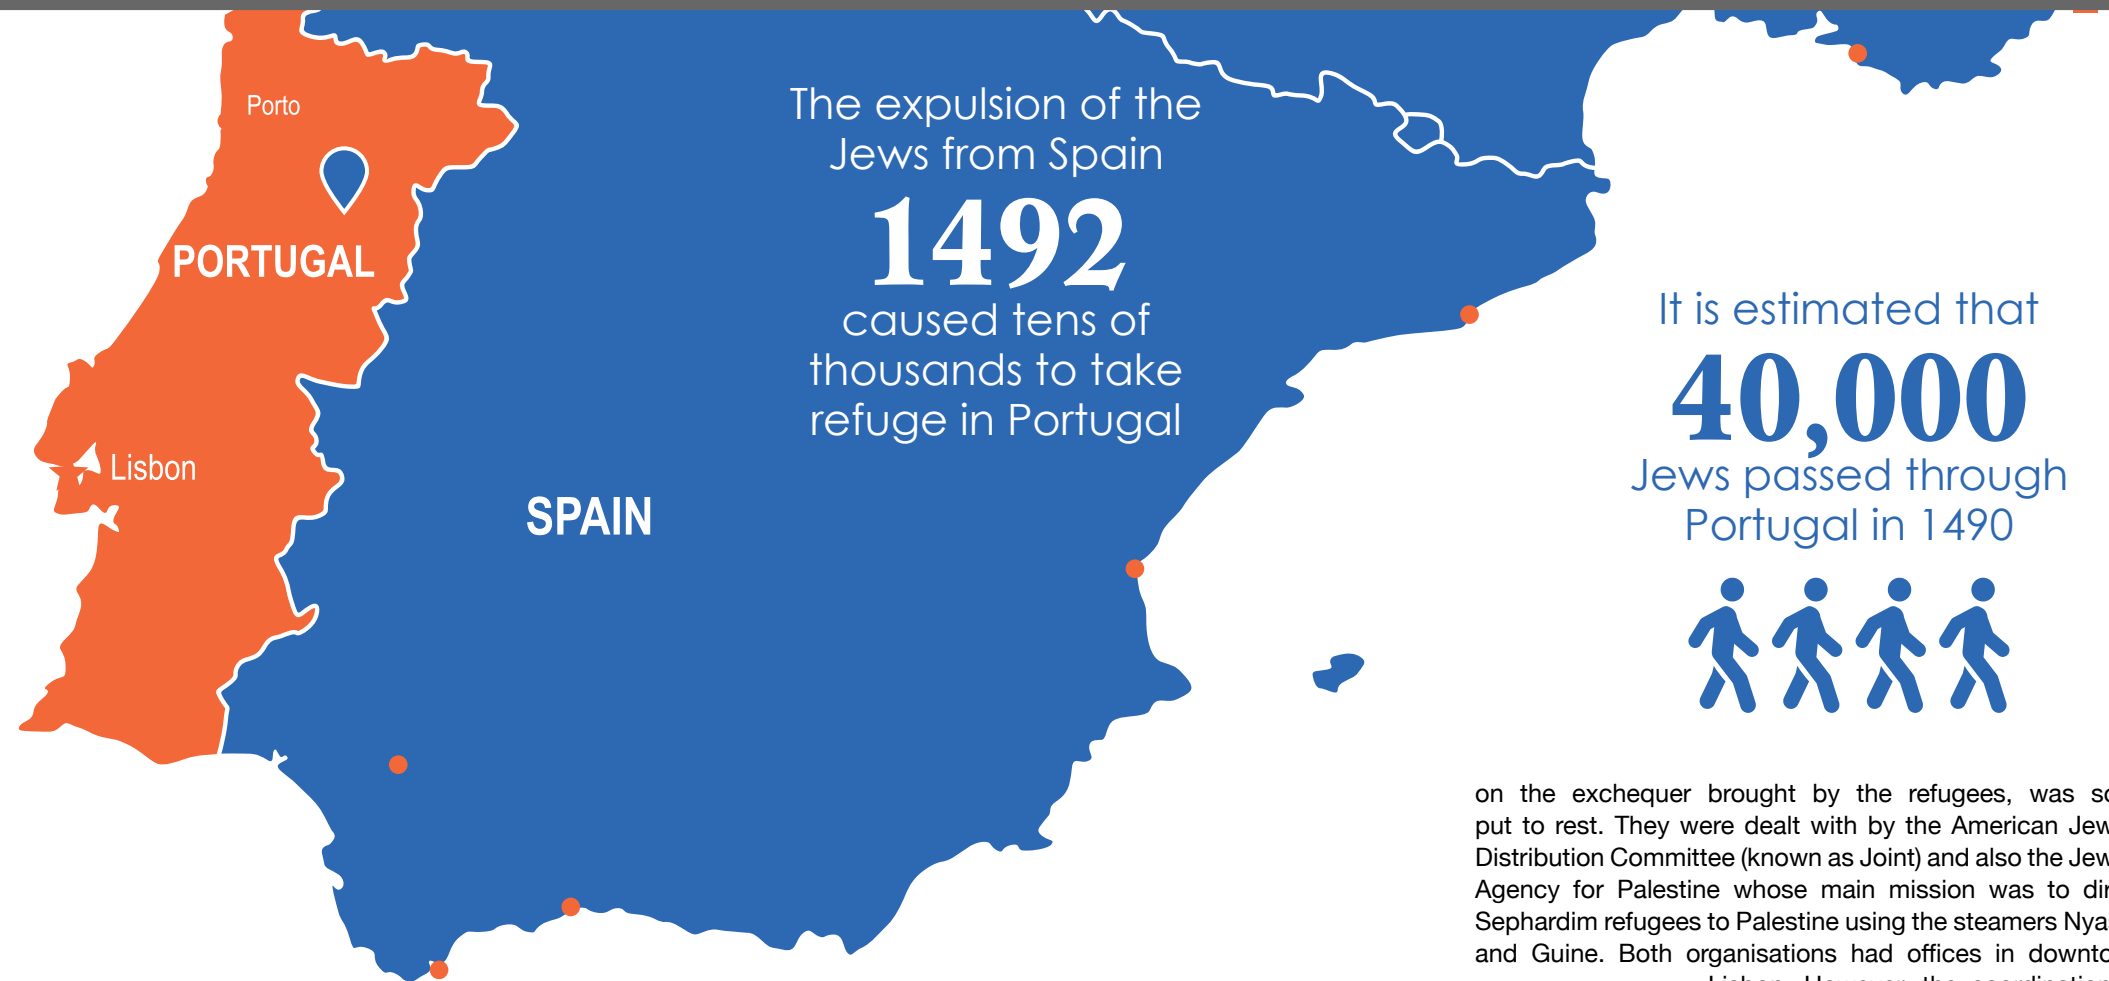 Porto
PORTUGAL
Lisbon
SPAIN
The expulsion of the
Jews from Spain
1492
caused tens of
thousands to take
refuge in Portugal
It is estimated that
40,000
Jews passed through
Portugal in 1490
on the exchequer brought by the refugees, was
put to rest. They were dealt with by the American
Distribution Committee (known as Joint) and also the
Agency for Palestine whose main mission was to
Sephardim refugees to Palestine using the steamers
and Guine. Both organisations had offices in